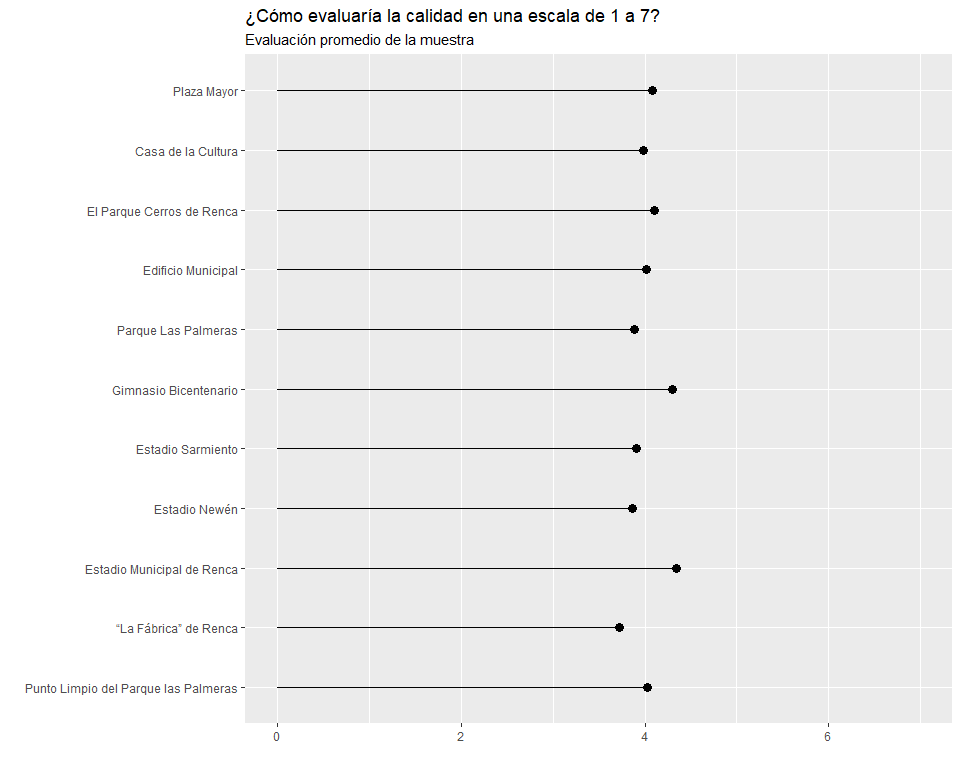 ¿Cómo evaluaría la calidad en una escala de 1 a 7?
Evaluación promedio de la muestra
Plaza Mayor
Casa de la Cultura
El Parque Cerros de Renca
Edificio Municipal
Parque Las Palmeras
Gimnasio Bicentenario
Estadio Sarmiento
Estadio Newén
Estadio Municipal de Renca
“La Fábrica” de Renca
Punto Limpio del Parque las Palmeras
0 2 4 6